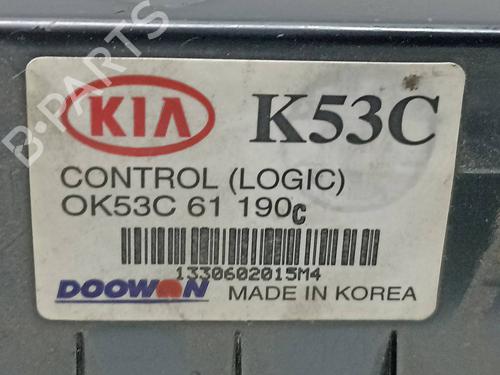 B-PARTS
KIA K53C
CONTROL (LOGIC)
OK53C 61 190C
1330602015M4
DOOWON MADE IN KOREA